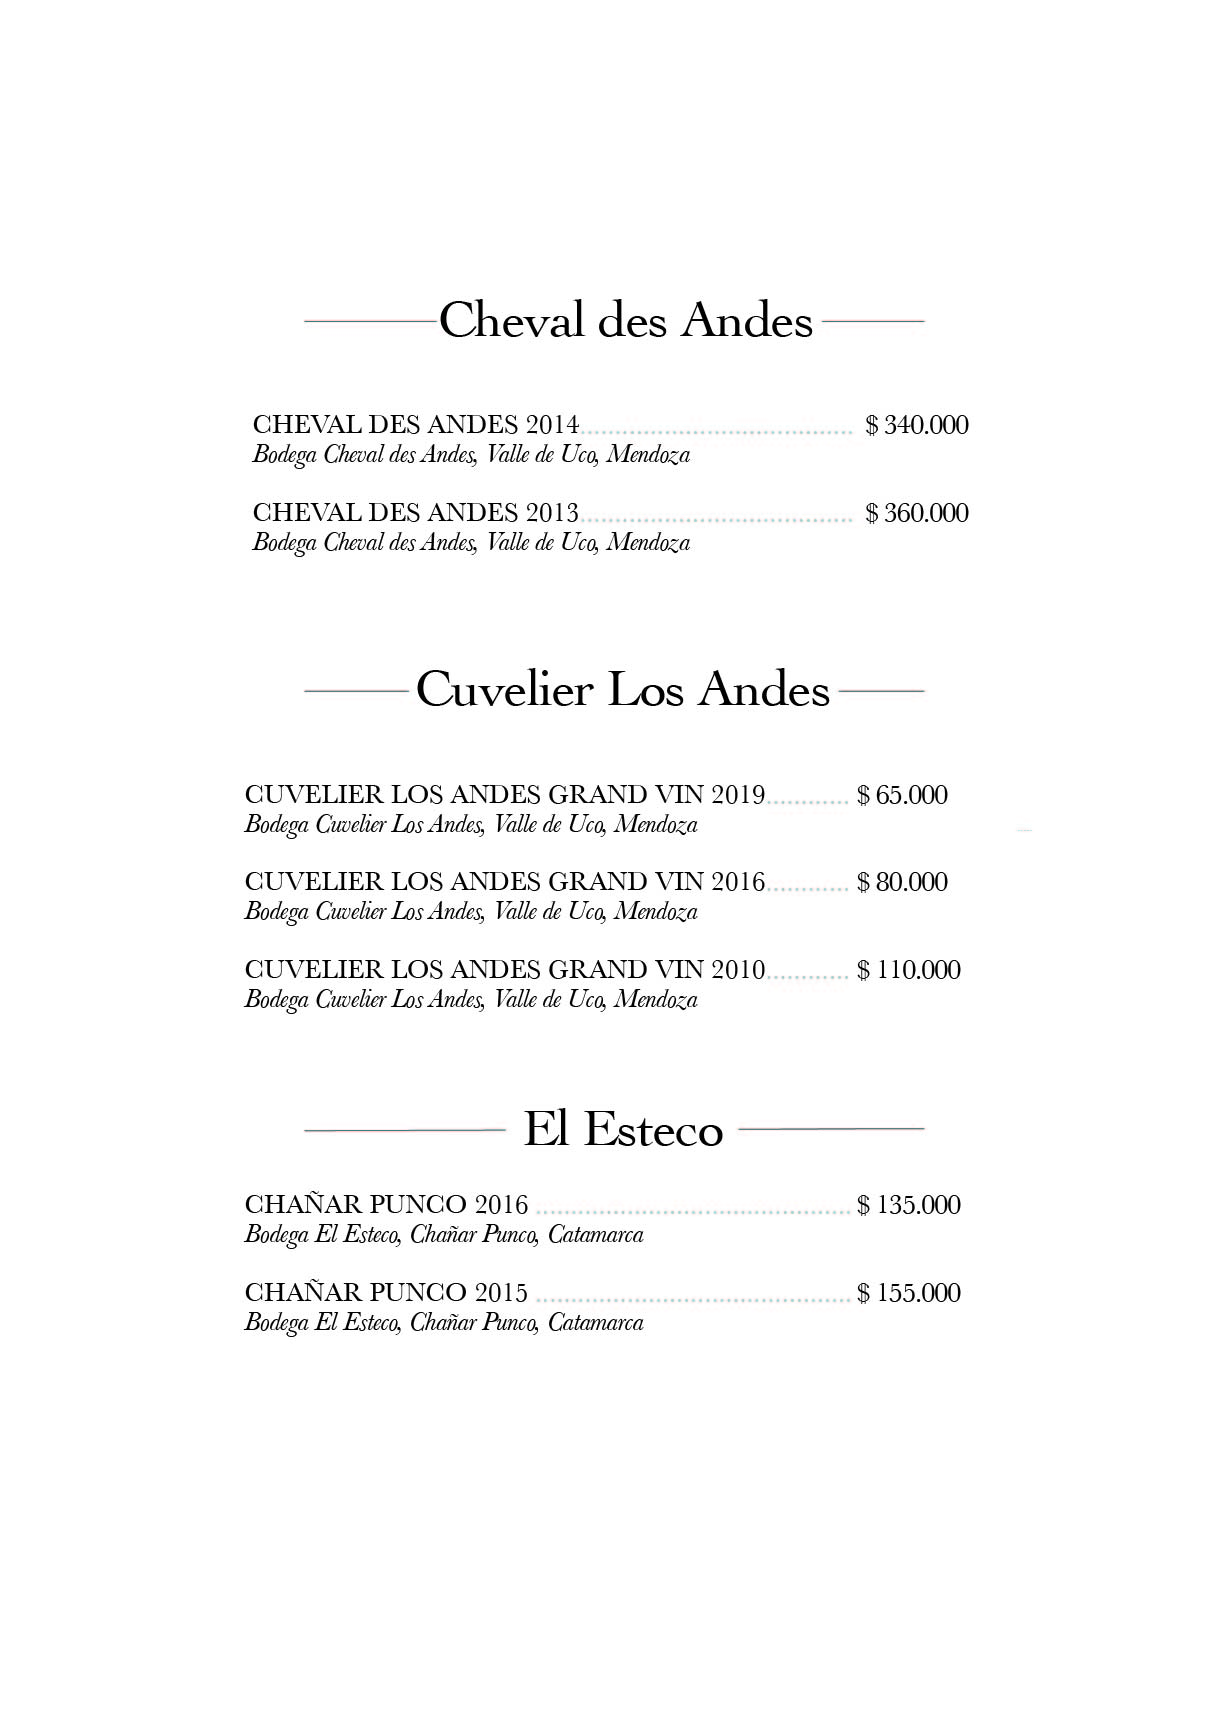 Cheval des Andes
CHEVAL DES ANDES 2014 $ 340.000
Bodega Cheval des Andes, Valle de Uco, Mendoza
CHEVAL DES ANDES 2013 $ 360.000
Bodega Cheval des Andes, Valle de Uco, Mendoza
Cuvelier Los Andes
CUVELIER LOS ANDES GRAND VIN 2019 $ 65.000
Bodega Cuvelier Los Andes, Valle de Uco, Mendoza
CUVELIER LOS ANDES GRAND VIN 2016 $ 80.000
Bodega Cuvelier Los Andes, Valle de Uco, Mendoza
CUVELIER LOS ANDES GRAND VIN 2010 $ 110.000
Bodega Cuvelier Los Andes, Valle de Uco, Mendoza
El Esteco
CHAÑAR PUNCO 2016 $ 135.000
Bodega El Esteco, Chañar Punco, Catamarca
CHAÑAR PUNCO 2015 $ 155.000
Bodega El Esteco, Chañar Punco, Catamarca